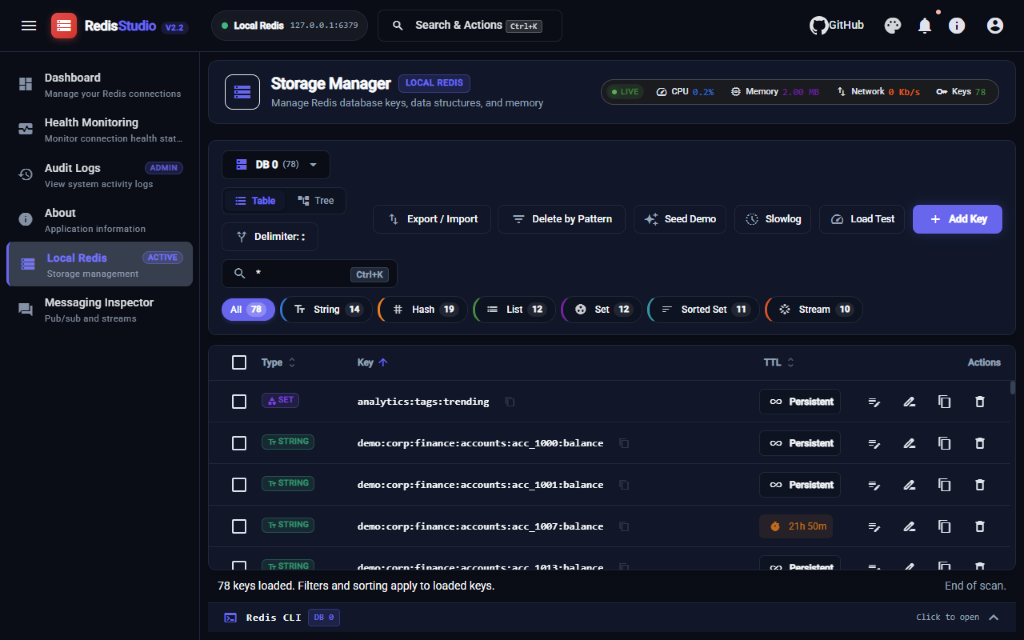 RedisStudio V2.2
Local Redis 127.0.0.1:6379
Search & Actions Ctrl+K
GitHub
Dashboard
Manage your Redis connections
Health Monitoring
Monitor connection health stat...
Audit Logs ADMIN
View system activity logs
About
Application information
Local Redis ACTIVE
Storage management
Messaging Inspector
Pub/sub and streams
Storage Manager LOCAL REDIS
Manage Redis database keys, data structures, and memory
LIVE CPU 0.2% Memory 2.00 MB Network 0 Kb/s Keys 78
DB 0 (78)
Table Tree
Delimiter: :
Export / Import Delete by Pattern Seed Demo Slowlog Load Test + Add Key
* Ctrl+K
All 78 String 14 Hash 19 List 12 Set 12 Sorted Set 11 Stream 10
Type Key TTL Actions
SET analytics:tags:trending Persistent
STRING demo:corp:finance:accounts:acc_1000:balance Persistent
STRING demo:corp:finance:accounts:acc_1001:balance Persistent
STRING demo:corp:finance:accounts:acc_1007:balance 21h 50m
STRING demo:corp:finance:accounts:acc_1013:balance Persistent
78 keys loaded. Filters and sorting apply to loaded keys. End of scan.
Redis CLI DB 0 Click to open